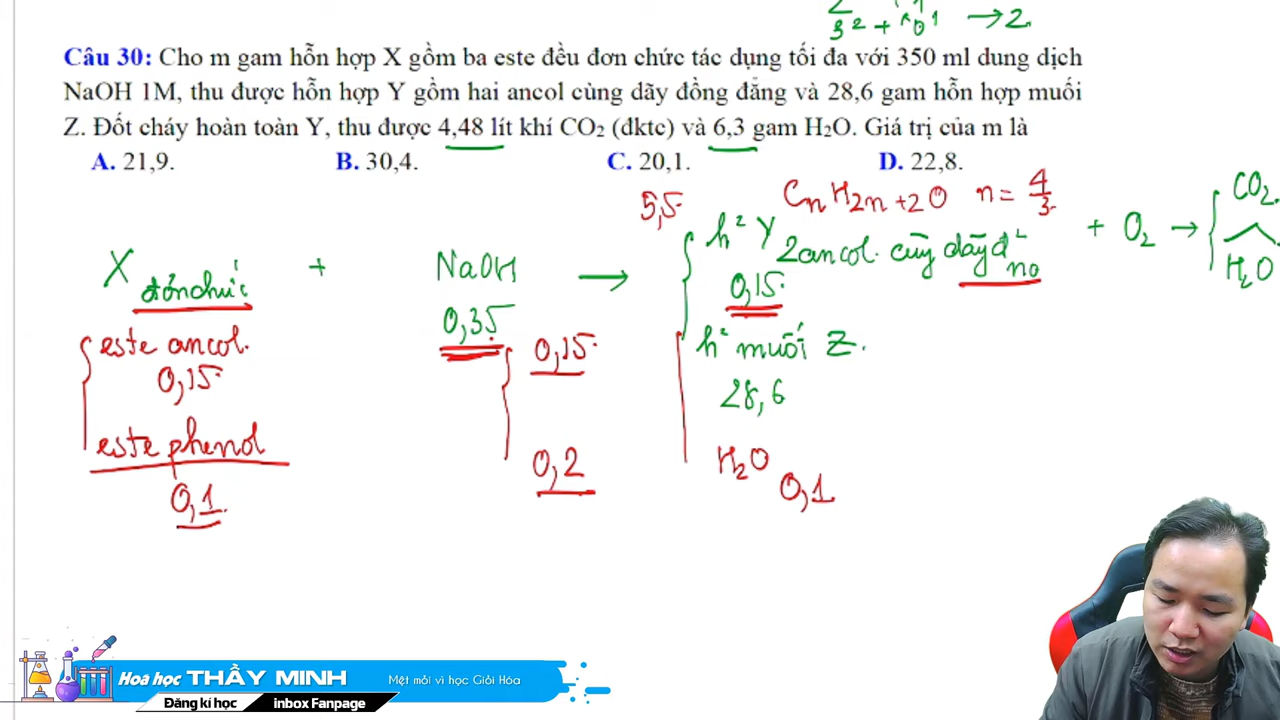 3² + 1 → 2
Câu 30: Cho m gam hỗn hợp X gồm ba este đều đơn chức tác dụng tối đa với 350 ml dung dịch
NaOH 1M, thu được hỗn hợp Y gồm hai ancol cùng dãy đồng đẳng và 28,6 gam hỗn hợp muối
Z. Đốt cháy hoàn toàn Y, thu được 4,48 lít khí CO₂ (đktc) và 6,3 gam H₂O. Giá trị của m là
A. 21,9. B. 30,4. C. 20,1. D. 22,8.
5,5 CnH2n+2O n = 4/3
X đơn chức + NaOH → h² Y 2 ancol cùng dãy đ² no + O₂ → CO₂
H₂O
0,35 0,15
este ancol. 0,15 h² muối Z.
0,15 28,6
este phenol 0,2 H₂O
0,1 0,1
Hoá học THẦY MINH
Mệt mỏi vì học Giỏi Hóa
Đăng kí học inbox Fanpage